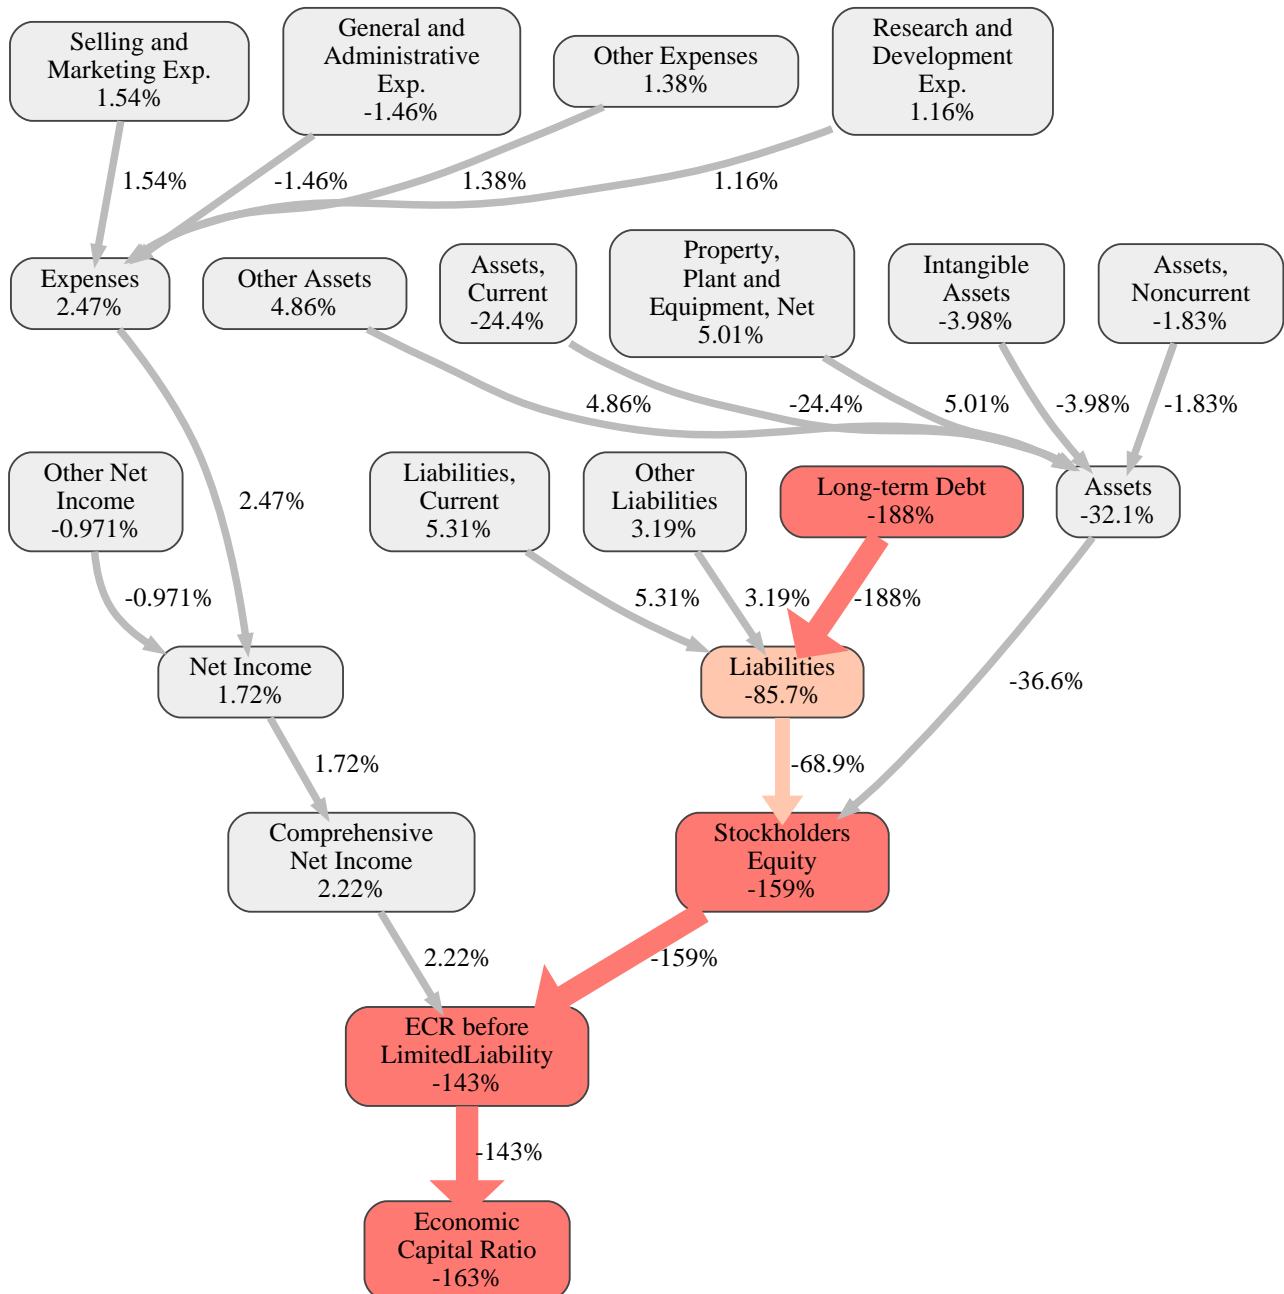 Selling and
Marketing Exp.
1.54%
General and
Administrative
Exp.
-1.46%
Other Expenses
1.38%
Research and
Development
Exp.
1.16%
1.54%
-1.46%
1.38%
1.16%
Expenses
2.47%
Other Assets
4.86%
Assets,
Current
-24.4%
Property,
Plant and
Equipment, Net
5.01%
Intangible
Assets
-3.98%
Assets,
Noncurrent
-1.83%
4.86%
-24.4%
5.01%
-3.98%
-1.83%
Other Net
Income
-0.971%
2.47%
Liabilities,
Current
5.31%
Other
Liabilities
3.19%
Long-term Debt
-188%
Assets
-32.1%
-0.971%
5.31%
3.19%
-188%
Net Income
1.72%
Liabilities
-85.7%
-36.6%
1.72%
-68.9%
Comprehensive
Net Income
2.22%
Stockholders
Equity
-159%
2.22%
-159%
ECR before
LimitedLiability
-143%
-143%
Economic
Capital Ratio
-163%